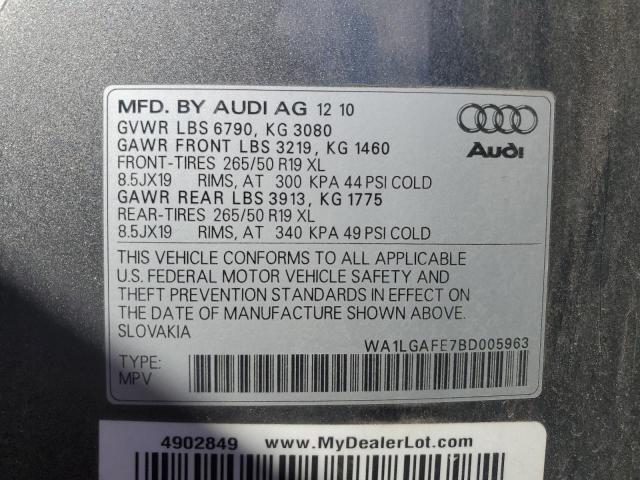 MFD. BY AUDI AG 12 10
GVWR LBS 6790, KG 3080
GAWR FRONT LBS 3219, KG 1460
FRONT-TIRES 265/50 R19 XL
8.5JX19 RIMS, AT 300 KPA 44 PSI COLD
GAWR REAR LBS 3913, KG 1775
REAR-TIRES 265/50 R19 XL
8.5JX19 RIMS, AT 340 KPA 49 PSI COLD
Audi
THIS VEHICLE CONFORMS TO ALL APPLICABLE
U.S. FEDERAL MOTOR VEHICLE SAFETY AND
THEFT PREVENTION STANDARDS IN EFFECT ON
THE DATE OF MANUFACTURE SHOWN ABOVE.
SLOVAKIA
WA1LGAFE7BD005963
TYPE:
MPV
4902849 www.MyDealerLot.com